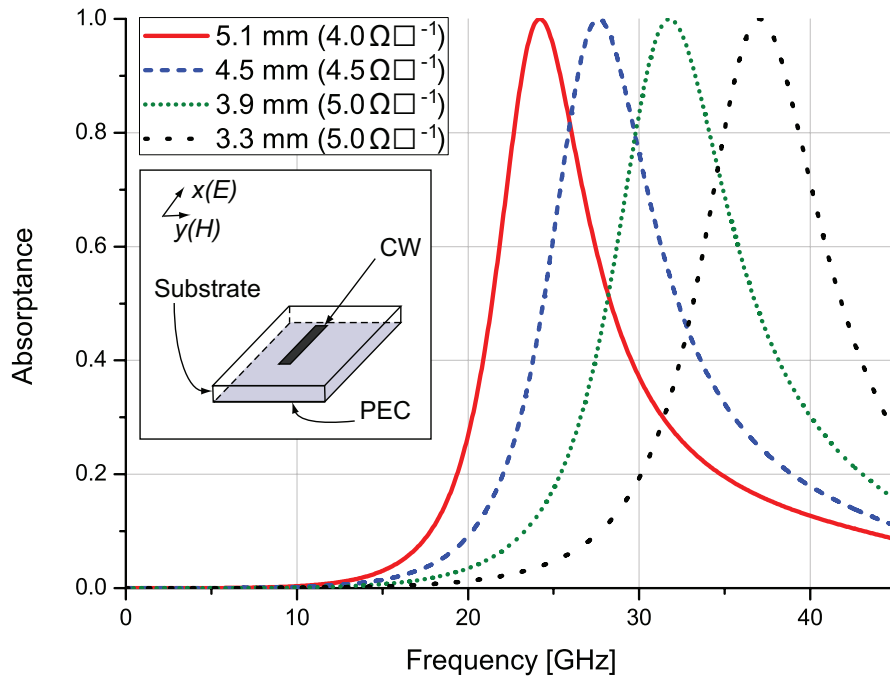 1.0
0.8
0.6
0.4
0.2
0.0
Absorptance
5.1 mm (4.0 Ω□⁻¹)
4.5 mm (4.5 Ω□⁻¹)
3.9 mm (5.0 Ω□⁻¹)
3.3 mm (5.0 Ω□⁻¹)
x(E)
y(H)
CW
Substrate
PEC
0 10 20 30 40
Frequency [GHz]